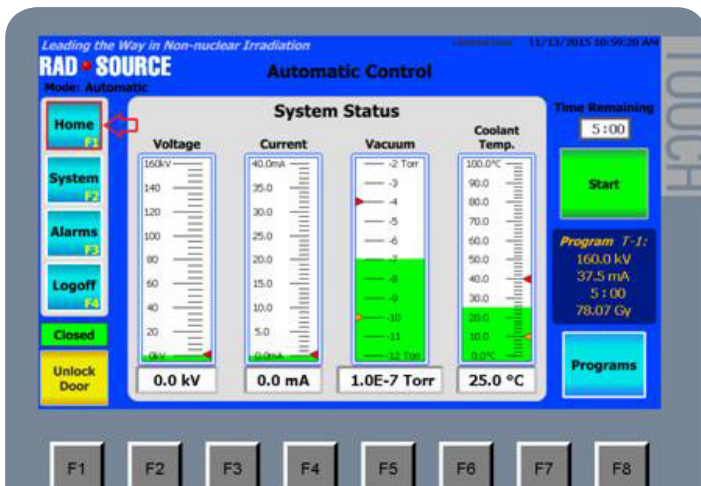 Leading the Way in Non-nuclear Irradiation
11/13/2015 10:59:20 AM
RAD SOURCE
Automatic Control
Mode: Automatic
TOUCH
Home
F1
System
F2
Alarms
F3
Logoff
F4
Closed
Unlock
Door
System Status
Voltage
160kV
140
120
100
80
60
40
20
0kV
0.0 kV
Current
40.0mA
35.0
30.0
25.0
20.0
15.0
10.0
5.0
0.0mA
0.0 mA
Vacuum
-2 Torr
-3
-4
-5
-6
-7
-8
-9
-10
-11
-12 Torr
1.0E-7 Torr
Coolant
Temp.
100.0°C
90.0
80.0
70.0
60.0
50.0
40.0
30.0
20.0
10.0
0.0°C
25.0 °C
Time Remaining
5:00
Start
Program T-1:
160.0 kV
37.5 mA
5:00
78.07 Gy
Programs
F1 F2 F3 F4 F5 F6 F7 F8